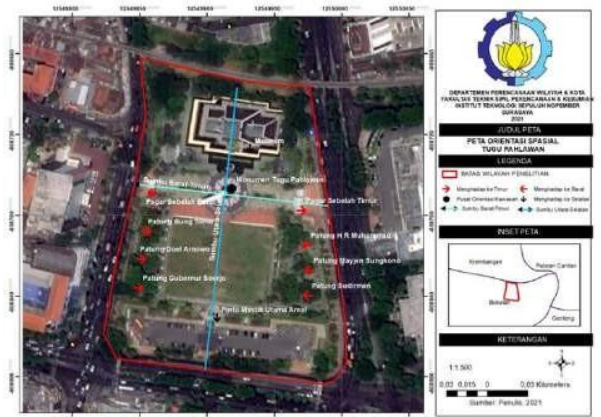 Museum
Monumen Tugu Pahlawan
Sumbu Barat-Timur
Pagar Sebelah Barat
Pagar Sebelah Timur
Sumbu Utara-Selatan
Patung Doel Arnowo
Patung Gubernur Soerjo
Patung H R Muhammad
Patung Mayjen Sungkono
Patung Sudirman
Pintu Masuk Utama Awal
DEPARTEMEN PERENCANAAN WILAYAH & KOTA
FAKULTAS TEKNIK SIPIL PERENCANAAN & KEBUMIAN
INSTITUT TEKNOLOGI SEPULUH NOPEMBER
SURABAYA
2021
JUDUL PETA
PETA ORIENTASI SPASIAL
TUGU PAHLAWAN
LEGENDA
BATAS WILAYAH PENELITIAN
Menghadap ke Timur
Menghadap ke Barat
Pusat Orientasi Kawasan
Menghadap ke Selatan
Sumbu Barat-Timur
Sumbu Utara-Selatan
INSET PETA
Krembangan
Pabean Cantian
Bubutan
Genteng
KETERANGAN
1:1.500
0,03 0,015 0 0,03 Kilometers
Sumber: Penulis, 2021